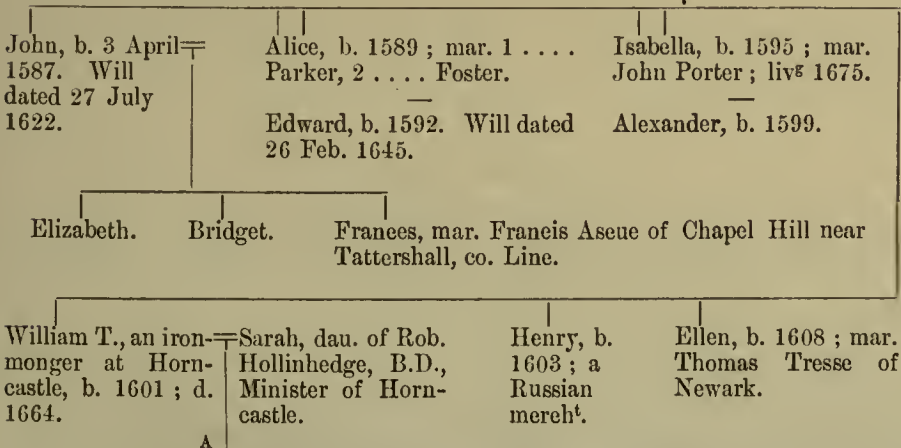 John, b. 3 April
1587. Will
dated 27 July
1622.
Alice, b. 1589 ; mar. 1 . . . .
Parker, 2 . . . . Foster.
Edward, b. 1592. Will dated
26 Feb. 1645.
Isabella, b. 1595 ; mar.
John Porter ; livᵍ 1675.
Alexander, b. 1599.
Elizabeth.
Bridget.
Frances, mar. Francis Ascue of Chapel Hill near
Tattershall, co. Linc.
William T., an iron-
monger at Horn-
castle, b. 1601 ; d.
1664.
Sarah, dau. of Rob.
Hollinhedge, B.D.,
Minister of Horn-
castle.
Henry, b.
1603 ; a
Russian
mercht.
Ellen, b. 1608 ; mar.
Thomas Tresse of
Newark.
A